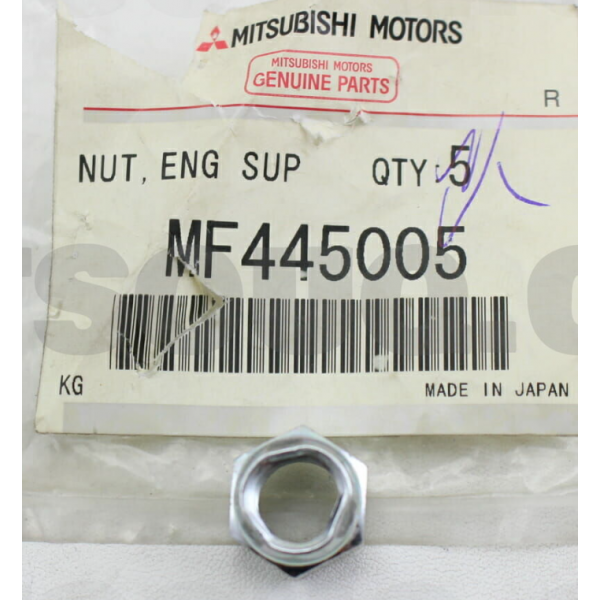 MITSUBISHI MOTORS
MITSUBISHI MOTORS
GENUINE PARTS
R
NUT, ENG SUP QTY 5
MF445005
KG MADE IN JAPAN